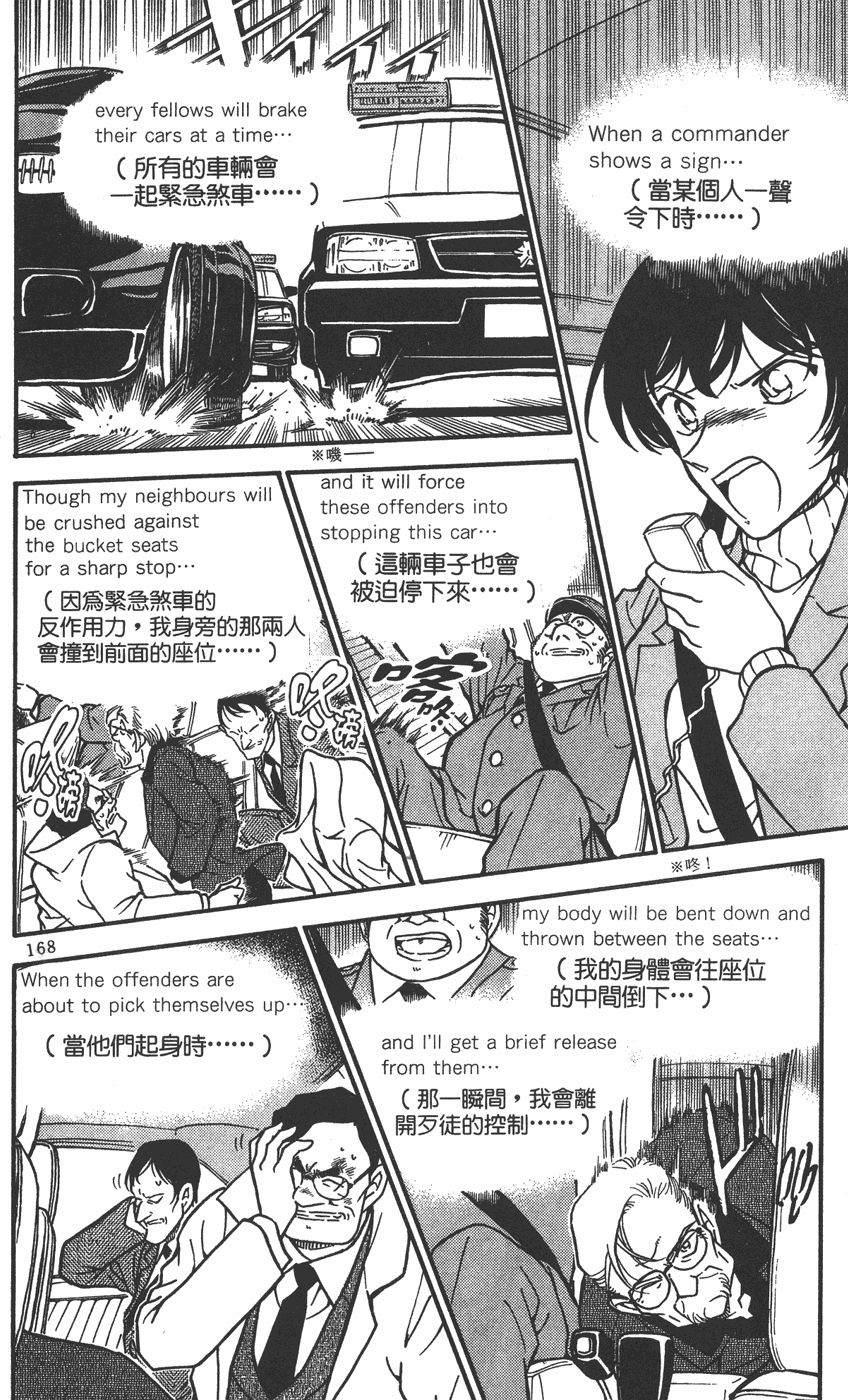 When a commander
shows a sign…
（當某個人一聲
令下時……）
every fellows will brake
their cars at a time…
（所有的車輛會
一起緊急煞車……）
※嘰——
and it will force
these offenders into
stopping this car…
（這輛車子也會
被迫停下來……）
咚
咚
※咚！
Though my neighbours will
be crushed against
the bucket seats
for a sharp stop…
（因為緊急煞車的
反作用力，我身旁的那兩人
會撞到前面的座位……）
168
my body will be bent down and
thrown between the seats…
（我的身體會往座位
的中間倒下…）
and I'll get a brief release
from them…
（那一瞬間，我會離
開歹徒的控制……）
When the offenders are
about to pick themselves up…
（當他們起身時……）